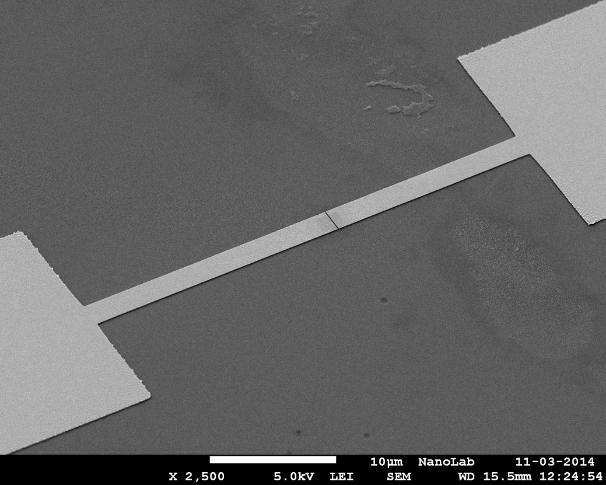 10µm NanoLab 11-03-2014
X 2,500 5.0kV LEI SEM WD 15.5mm 12:24:54